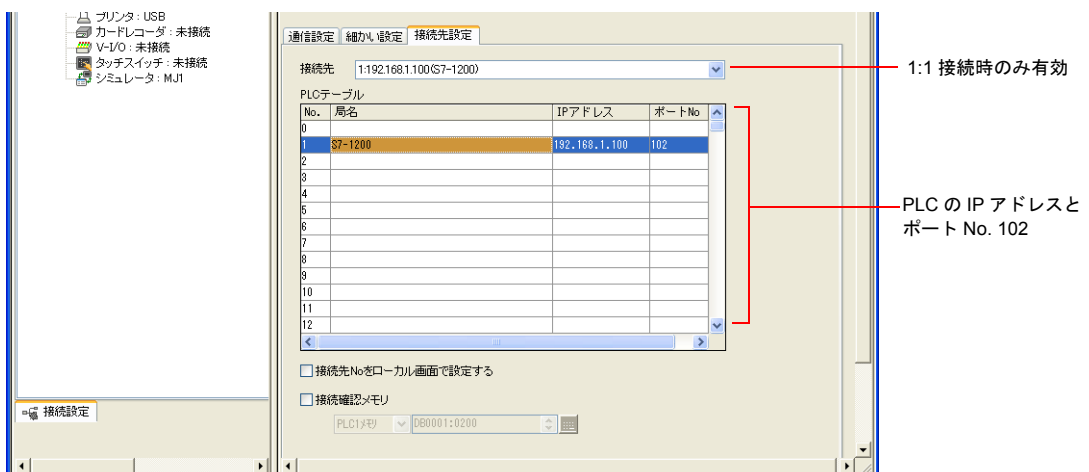 プリンタ : USB
カードレコーダ : 未接続
V-I/O : 未接続
タッチスイッチ : 未接続
シミュレータ : MJ1
接続設定
通信設定 細かい設定 接続先設定
接続先 1:192.168.1.100(S7-1200)
1:1 接続時のみ有効
PLCテーブル
No. 局名 IPアドレス ポートNo
0
1 S7-1200 192.168.1.100 102
2
3
4
5
6
7
8
9
10
11
12
PLC の IP アドレスと
ポート No. 102
接続先Noをローカル画面で設定する
接続確認メモリ
PLC1メモリ DB0001:0200